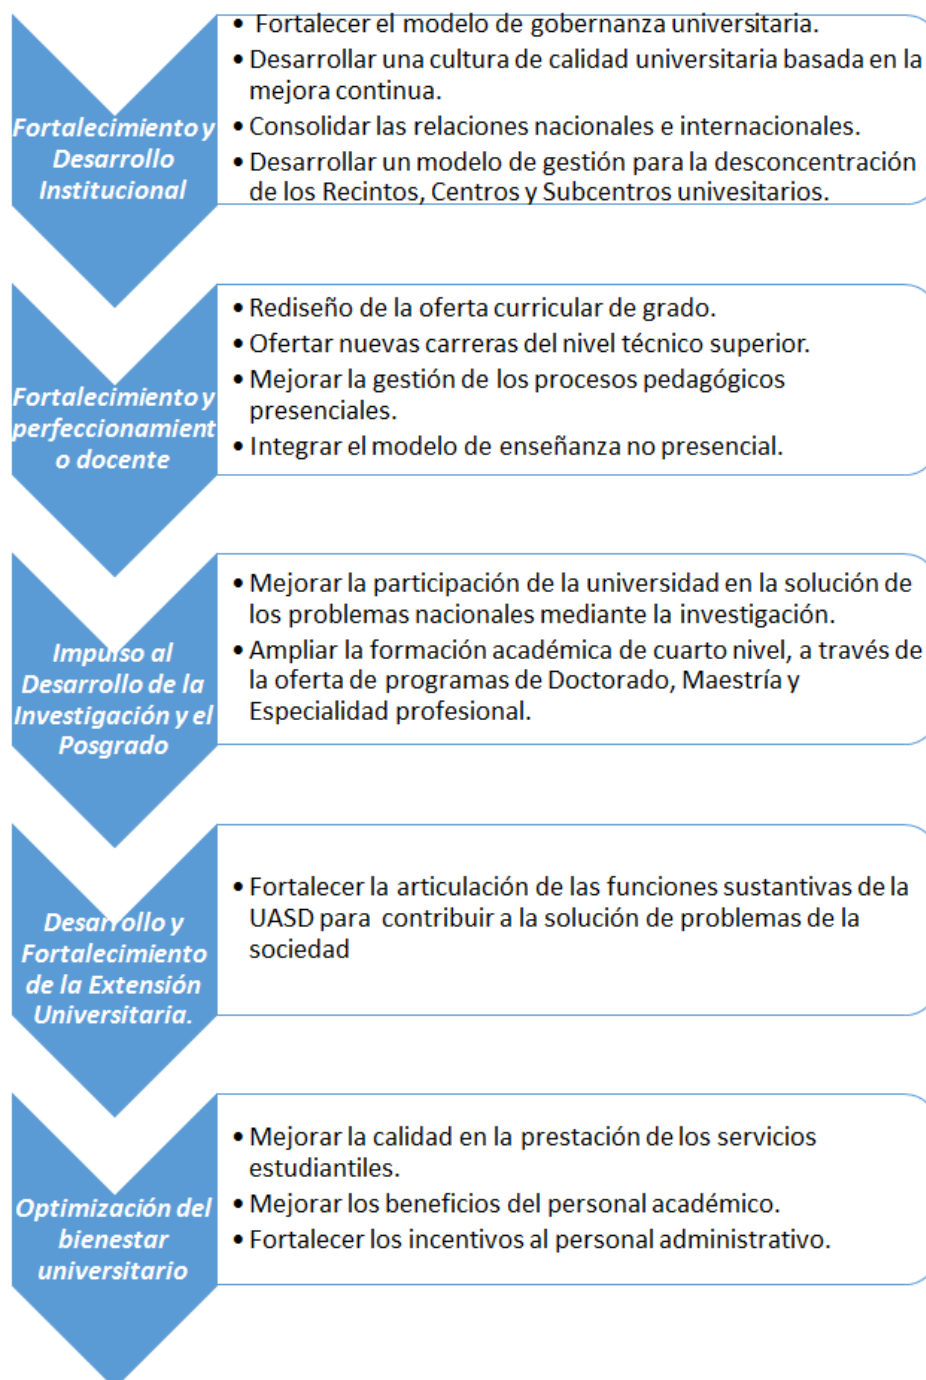 Fortalecimiento y
Desarrollo
Institucional
• Fortalecer el modelo de gobernanza universitaria.
• Desarrollar una cultura de calidad universitaria basada en la
mejora continua.
• Consolidar las relaciones nacionales e internacionales.
• Desarrollar un modelo de gestión para la desconcentración
de los Recintos, Centros y Subcentros univesitarios.
Fortalecimiento y
perfeccionamient
o docente
• Rediseño de la oferta curricular de grado.
• Ofertar nuevas carreras del nivel técnico superior.
• Mejorar la gestión de los procesos pedagógicos
presenciales.
• Integrar el modelo de enseñanza no presencial.
Impulso al
Desarrollo de la
Investigación y el
Posgrado
• Mejorar la participación de la universidad en la solución de
los problemas nacionales mediante la investigación.
• Ampliar la formación académica de cuarto nivel, a través de
la oferta de programas de Doctorado, Maestría y
Especialidad profesional.
Desarrollo y
Fortalecimiento
de la Extensión
Universitaria.
• Fortalecer la articulación de las funciones sustantivas de la
UASD para contribuir a la solución de problemas de la
sociedad
Optimización del
bienestar
universitario
• Mejorar la calidad en la prestación de los servicios
estudiantiles.
• Mejorar los beneficios del personal académico.
• Fortalecer los incentivos al personal administrativo.